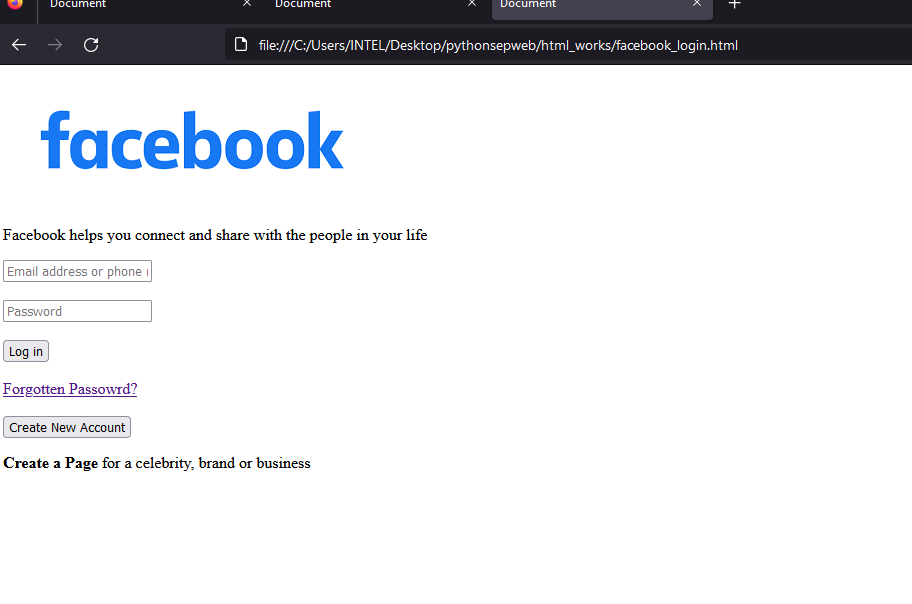 Document
Document
Document
file:///C:/Users/INTEL/Desktop/pythonsepweb/html_works/facebook_login.html
facebook
Facebook helps you connect and share with the people in your life
Email address or phone
Password
Log in
Forgotten Passowrd?
Create New Account
Create a Page for a celebrity, brand or business